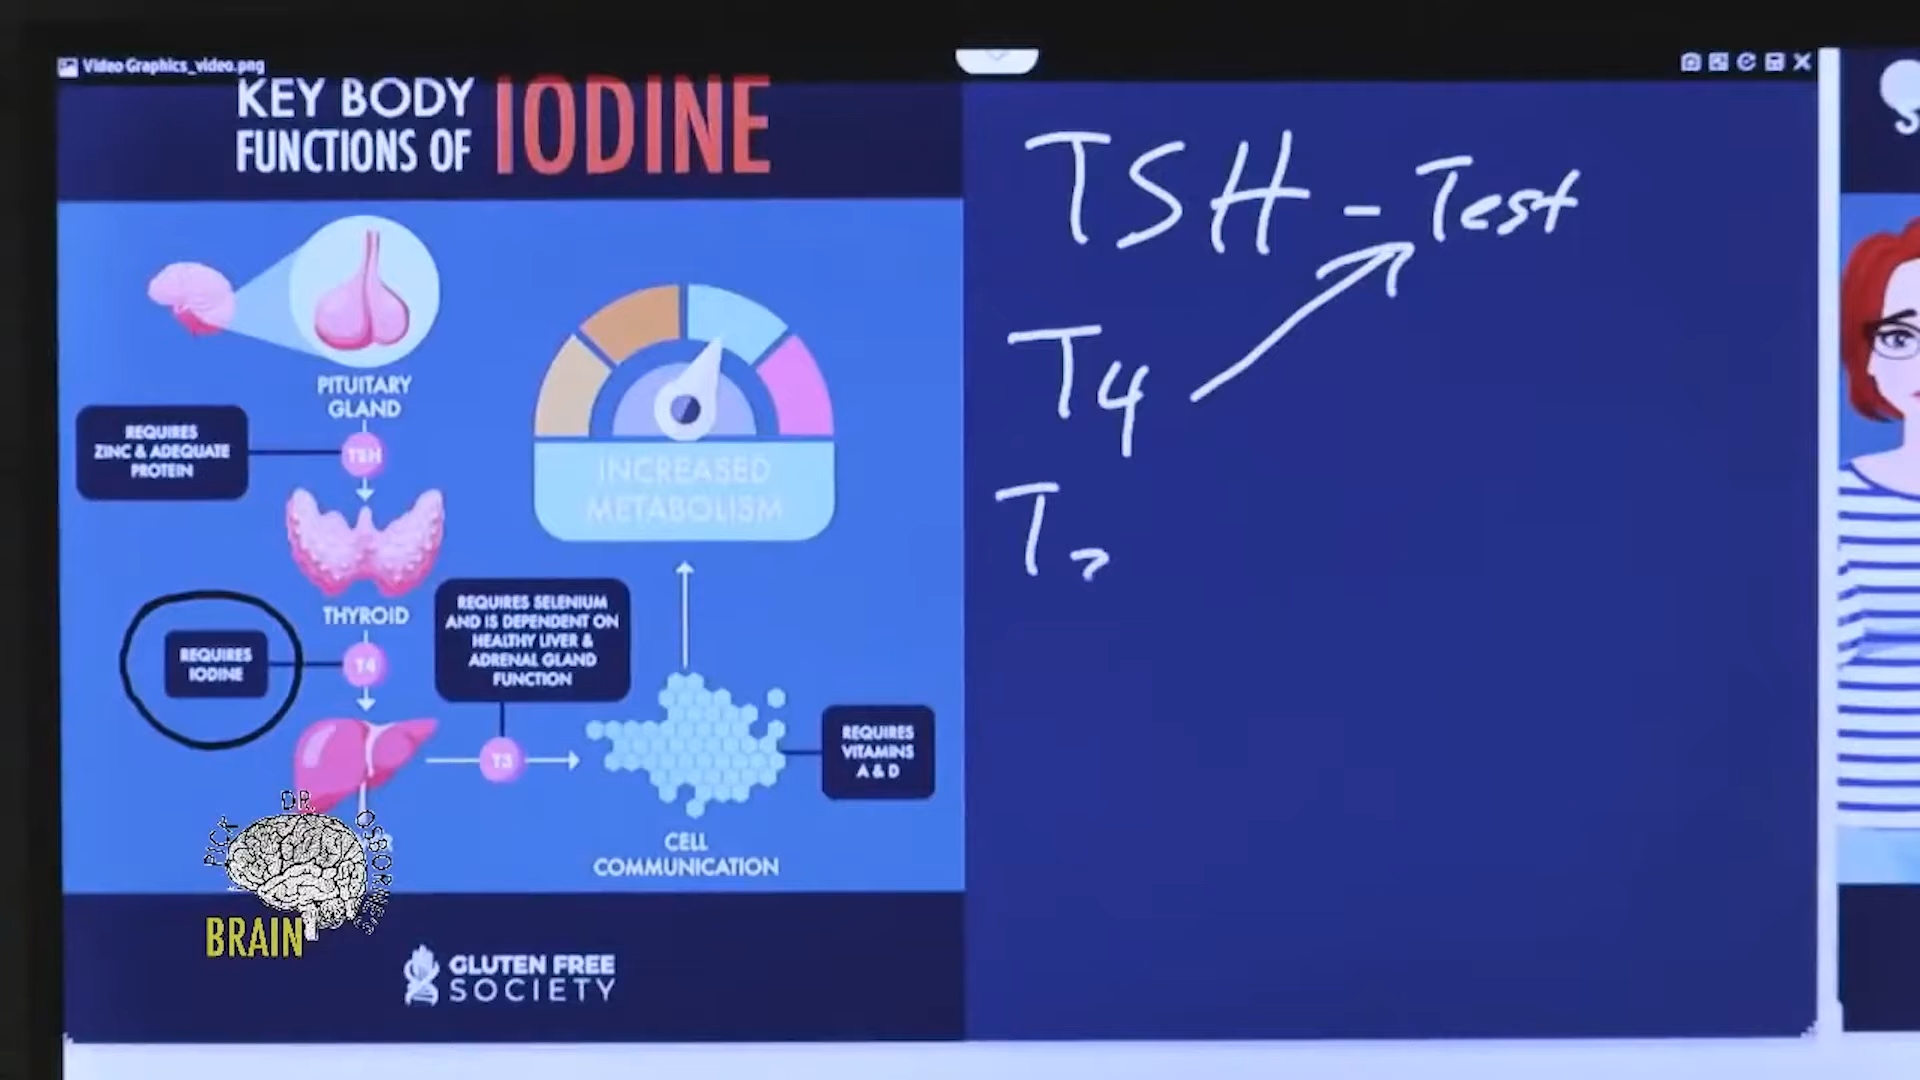 Video Graphics_video.png
KEY BODY
FUNCTIONS OF
IODINE
PITUITARY
GLAND
REQUIRES
ZINC & ADEQUATE
PROTEIN
TSH
THYROID
REQUIRES
IODINE
T4
REQUIRES SELENIUM
AND IS DEPENDENT ON
HEALTHY LIVER &
ADRENAL GLAND
FUNCTION
T3
INCREASED
METABOLISM
REQUIRES
VITAMINS
A & D
CELL
COMMUNICATION
PICK DR. OSBORNE'S
BRAIN
GLUTEN FREE
SOCIETY
TSH - Test
T4
T